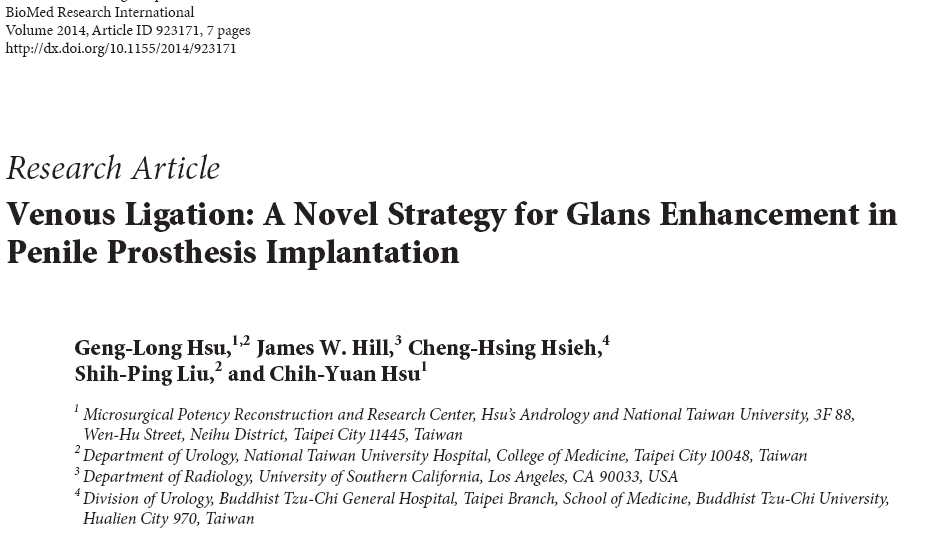 BioMed Research International
Volume 2014, Article ID 923171, 7 pages
http://dx.doi.org/10.1155/2014/923171
Research Article
Venous Ligation: A Novel Strategy for Glans Enhancement in
Penile Prosthesis Implantation
Geng-Long Hsu,1,2 James W. Hill,3 Cheng-Hsing Hsieh,4
Shih-Ping Liu,2 and Chih-Yuan Hsu1
1 Microsurgical Potency Reconstruction and Research Center, Hsu's Andrology and National Taiwan University, 3F 88,
Wen-Hu Street, Neihu District, Taipei City 11445, Taiwan
2 Department of Urology, National Taiwan University Hospital, College of Medicine, Taipei City 10048, Taiwan
3 Department of Radiology, University of Southern California, Los Angeles, CA 90033, USA
4 Division of Urology, Buddhist Tzu-Chi General Hospital, Taipei Branch, School of Medicine, Buddhist Tzu-Chi University,
Hualien City 970, Taiwan